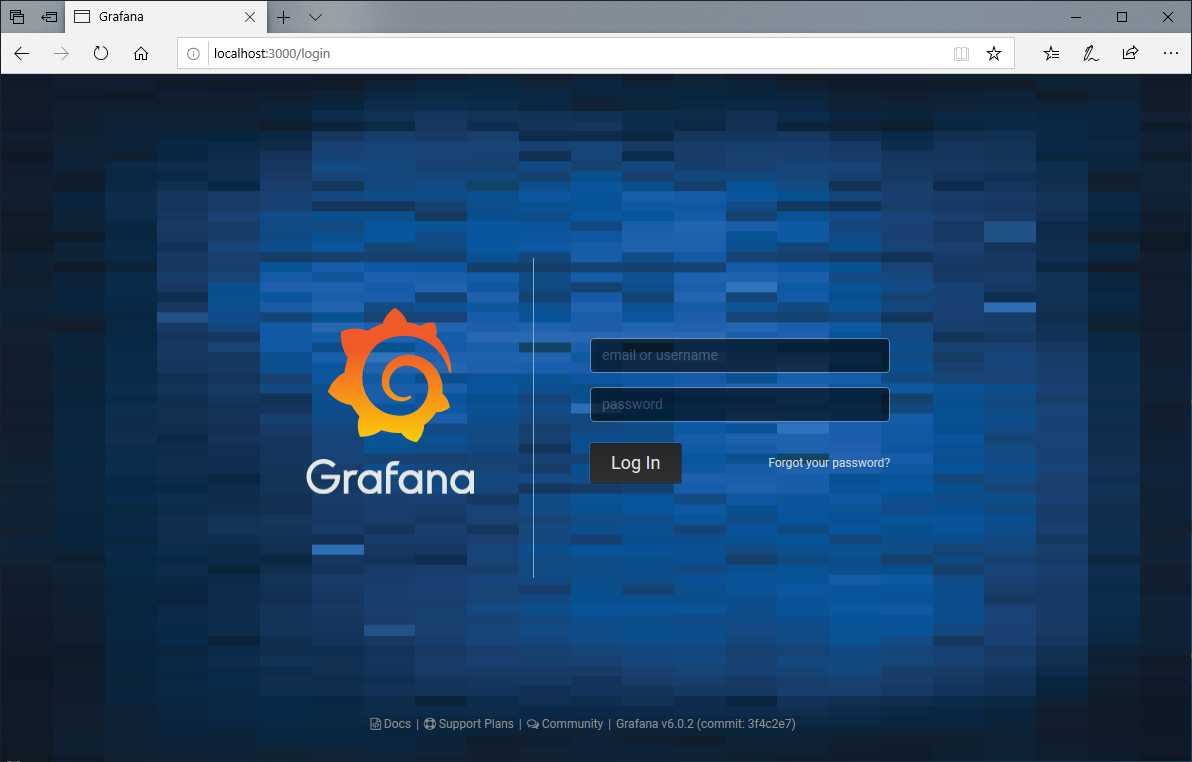 Grafana
localhost:3000/login
email or username
password
Log In
Forgot your password?
Grafana
Docs | Support Plans | Community | Grafana v6.0.2 (commit: 3f4c2e7)